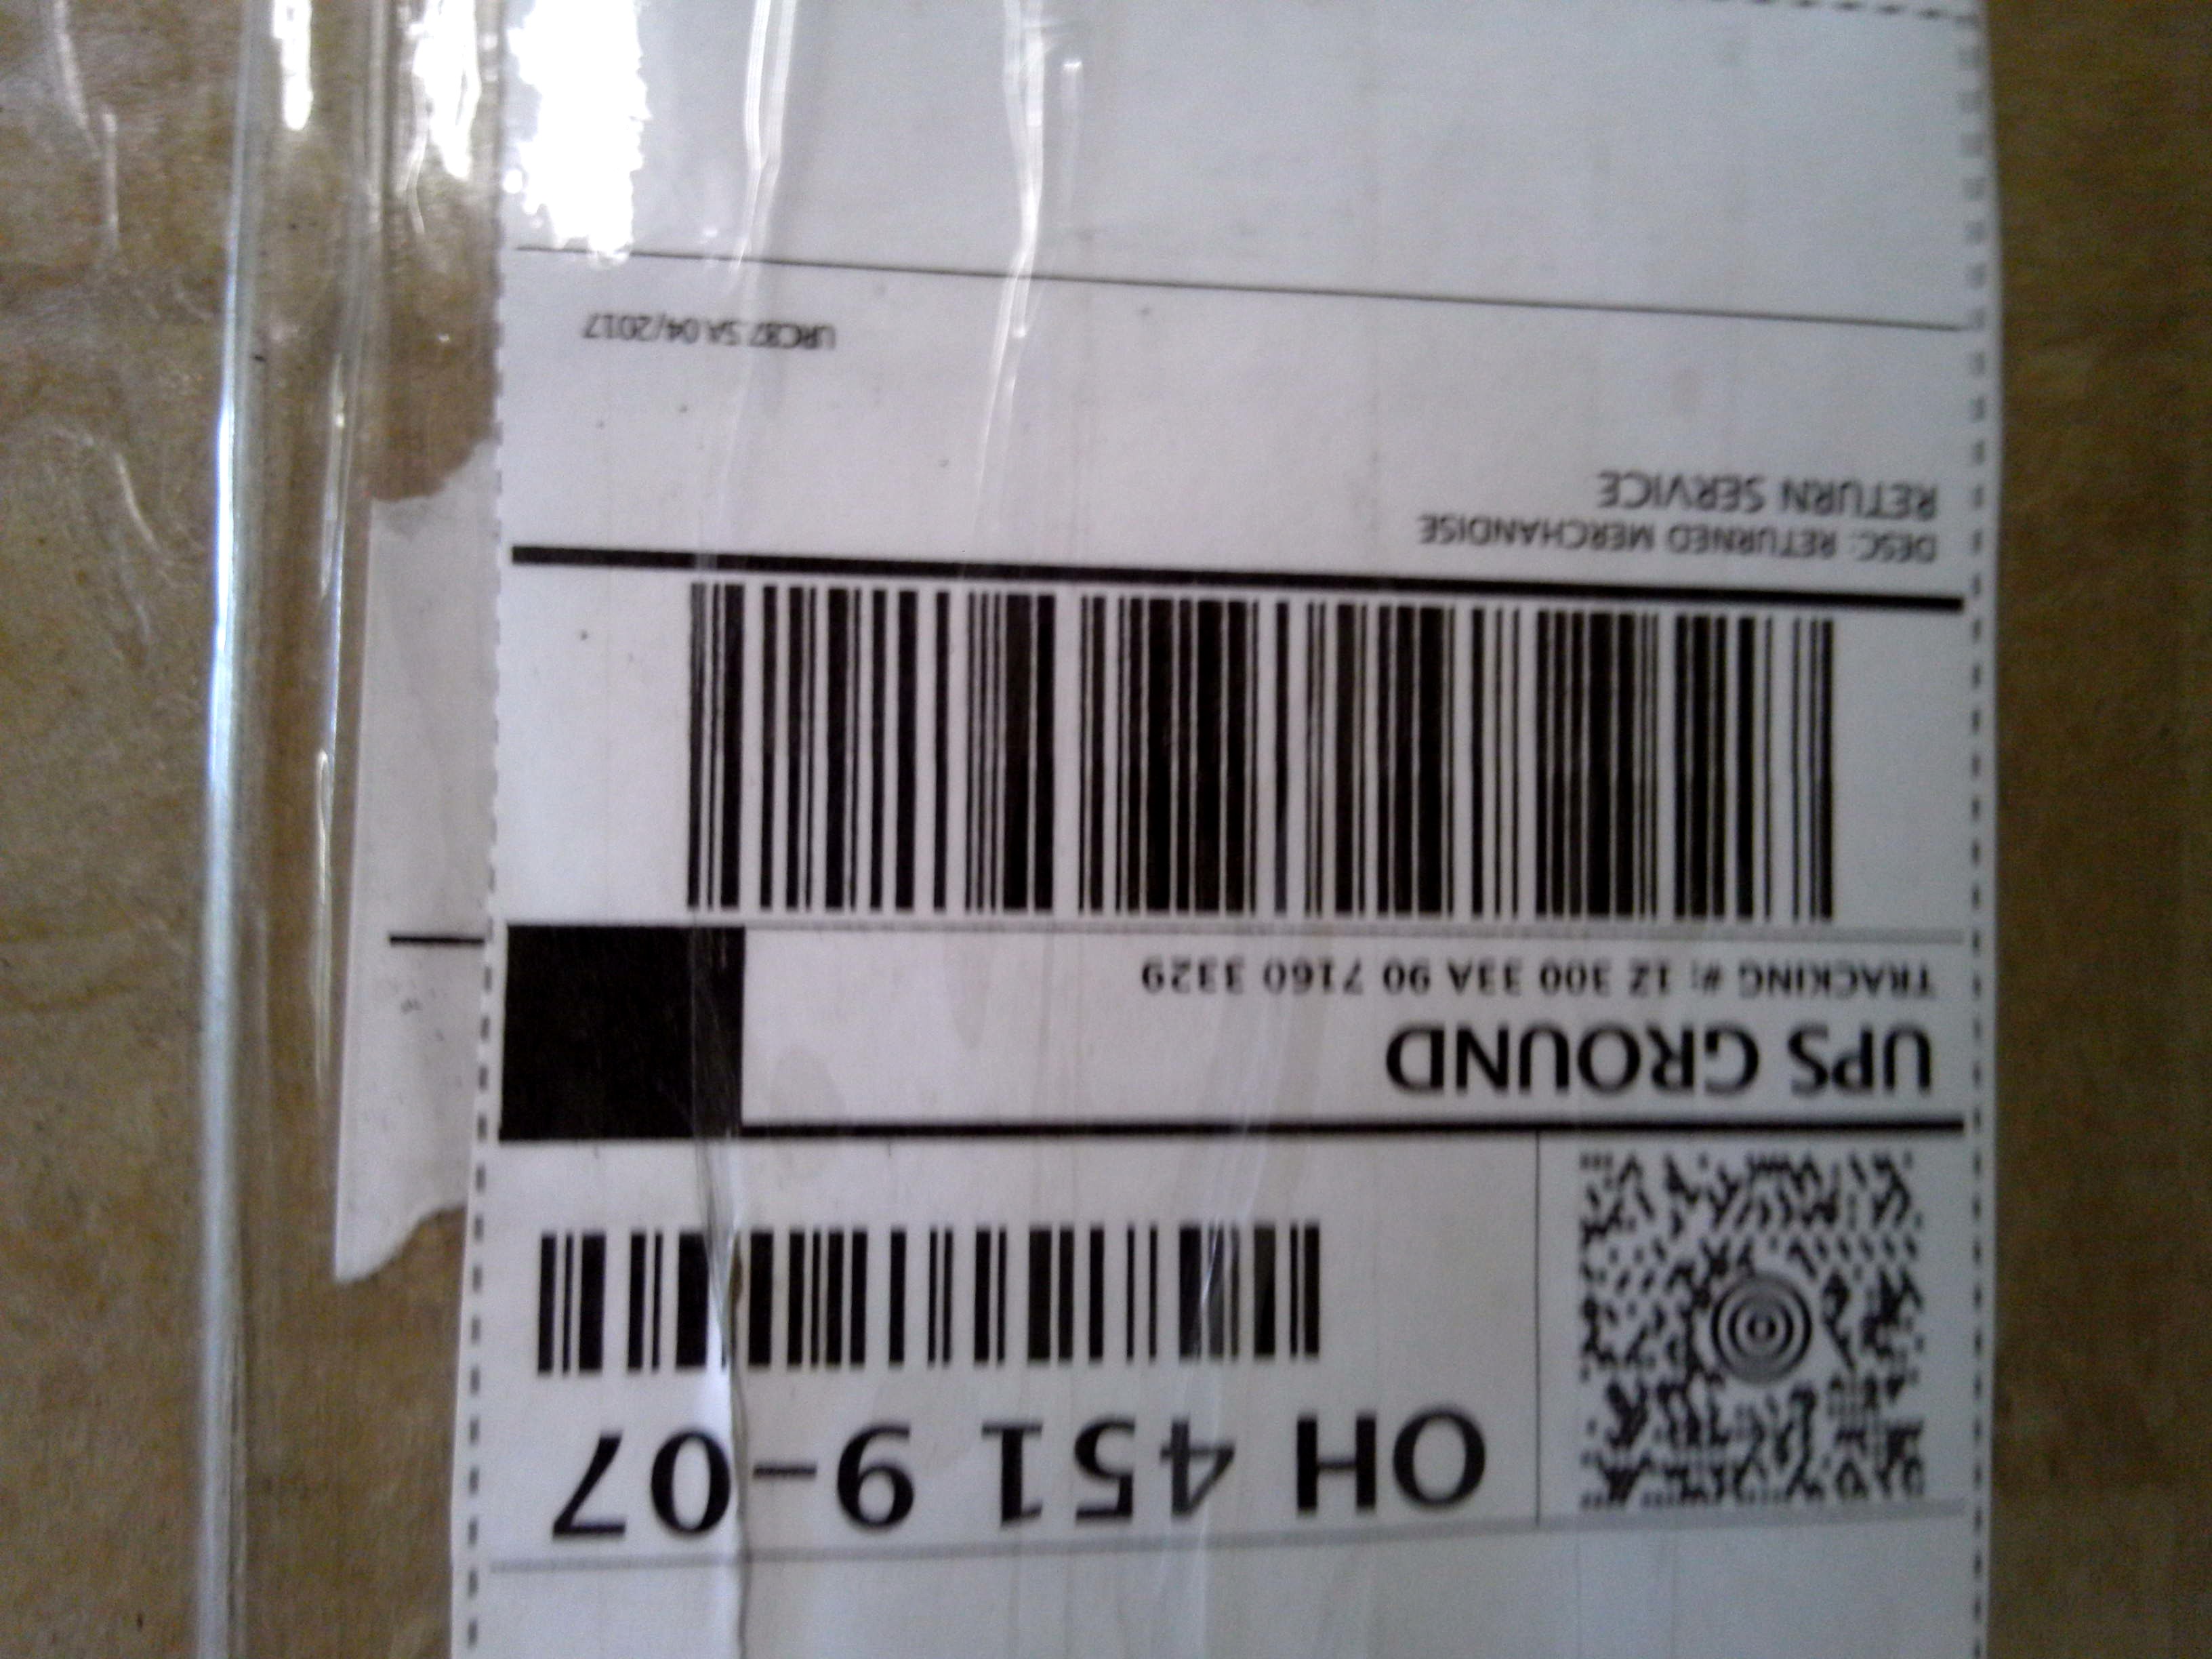 OH 451 9-07
UPS GROUND
TRACKING #: 1Z 300 33A 90 7160 3329
DESC: RETURNED MERCHANDISE
RETURN SERVICE
URC87.5A 04/2017